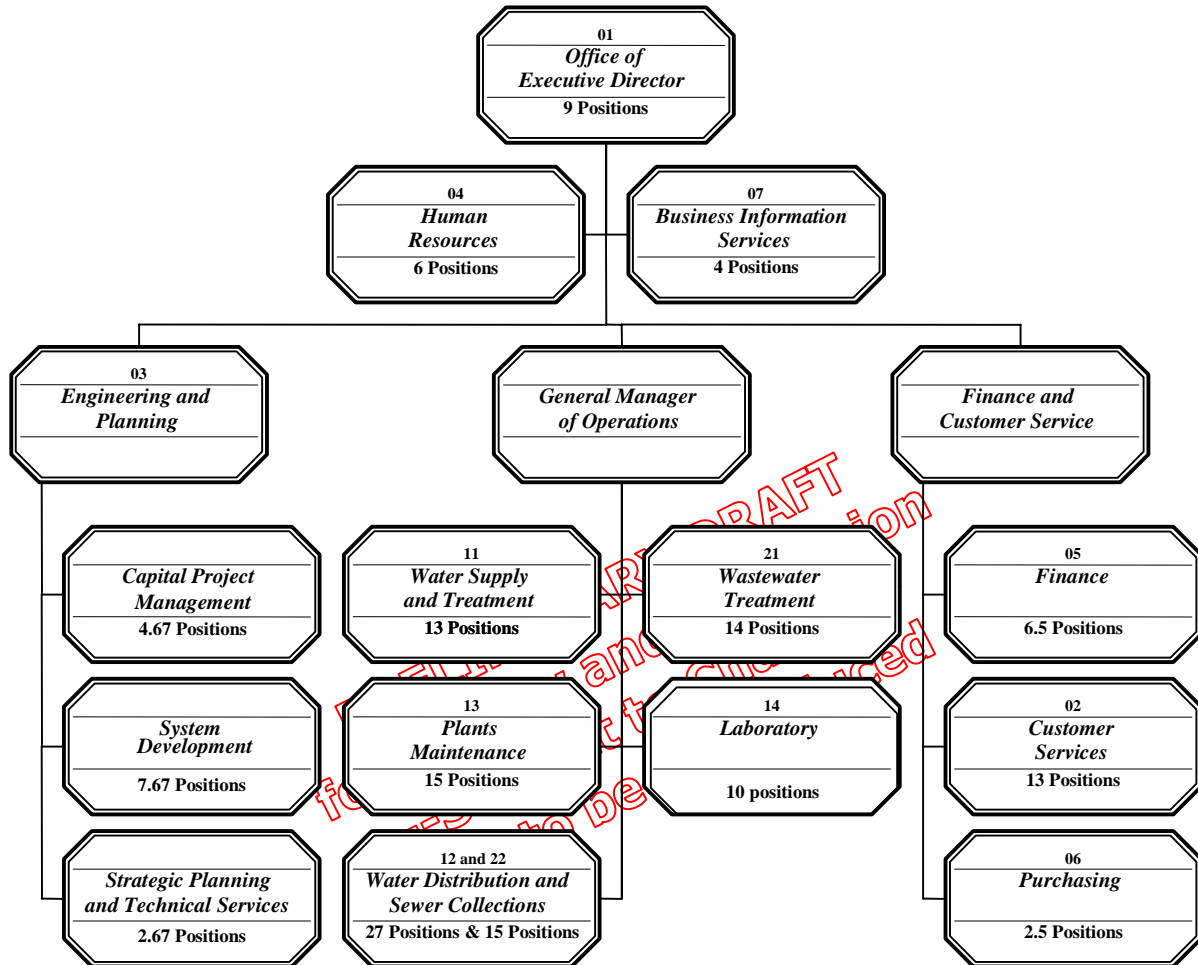 01
Office of
Executive Director
9 Positions
04
Human
Resources
6 Positions
07
Business Information
Services
4 Positions
03
Engineering and
Planning
General Manager
of Operations
Finance and
Customer Service
Capital Project
Management
4.67 Positions
11
Water Supply
and Treatment
13 Positions
21
Wastewater
Treatment
14 Positions
05
Finance
6.5 Positions
System
Development
7.67 Positions
13
Plants
Maintenance
15 Positions
14
Laboratory
10 positions
02
Customer
Services
13 Positions
Strategic Planning
and Technical Services
2.67 Positions
12 and 22
Water Distribution and
Sewer Collections
27 Positions & 15 Positions
06
Purchasing
2.5 Positions
DRAFT
to be